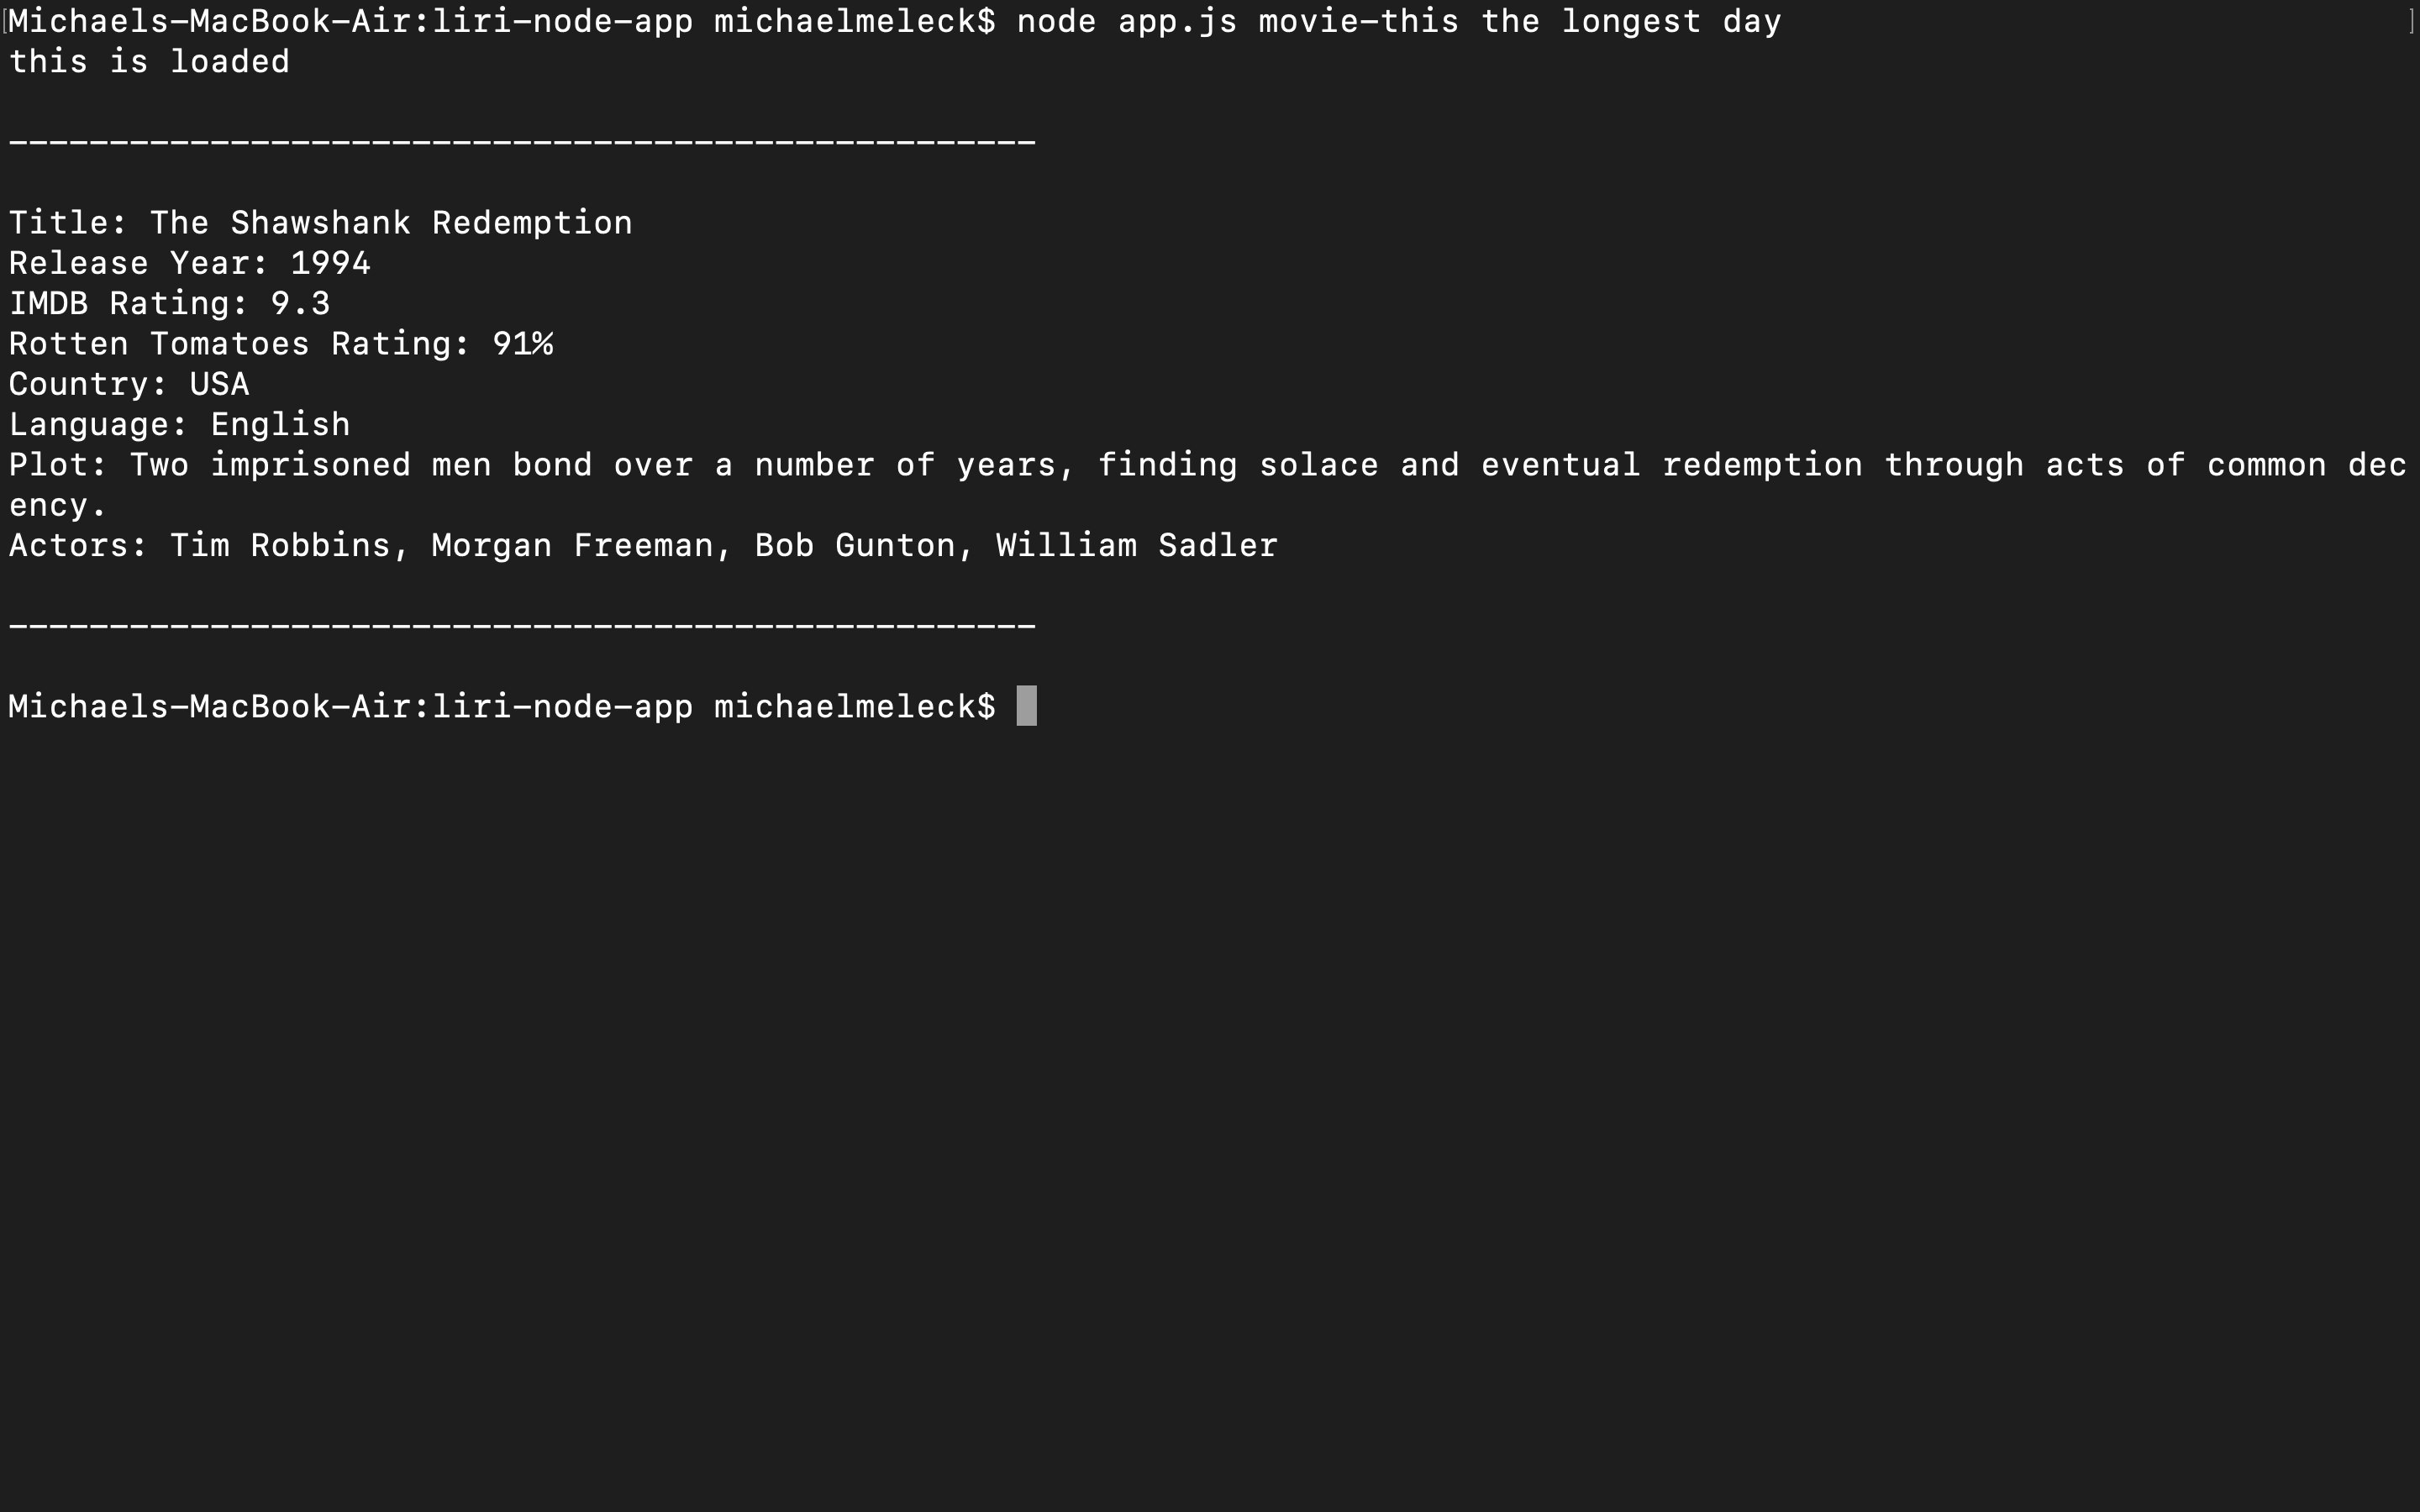 [Michaels-MacBook-Air:liri-node-app michaelmeleck$ node app.js movie-this the longest day]
this is loaded
---------------------------------------------------
Title: The Shawshank Redemption
Release Year: 1994
IMDB Rating: 9.3
Rotten Tomatoes Rating: 91%
Country: USA
Language: English
Plot: Two imprisoned men bond over a number of years, finding solace and eventual redemption through acts of common dec
ency.
Actors: Tim Robbins, Morgan Freeman, Bob Gunton, William Sadler
---------------------------------------------------
Michaels-MacBook-Air:liri-node-app michaelmeleck$